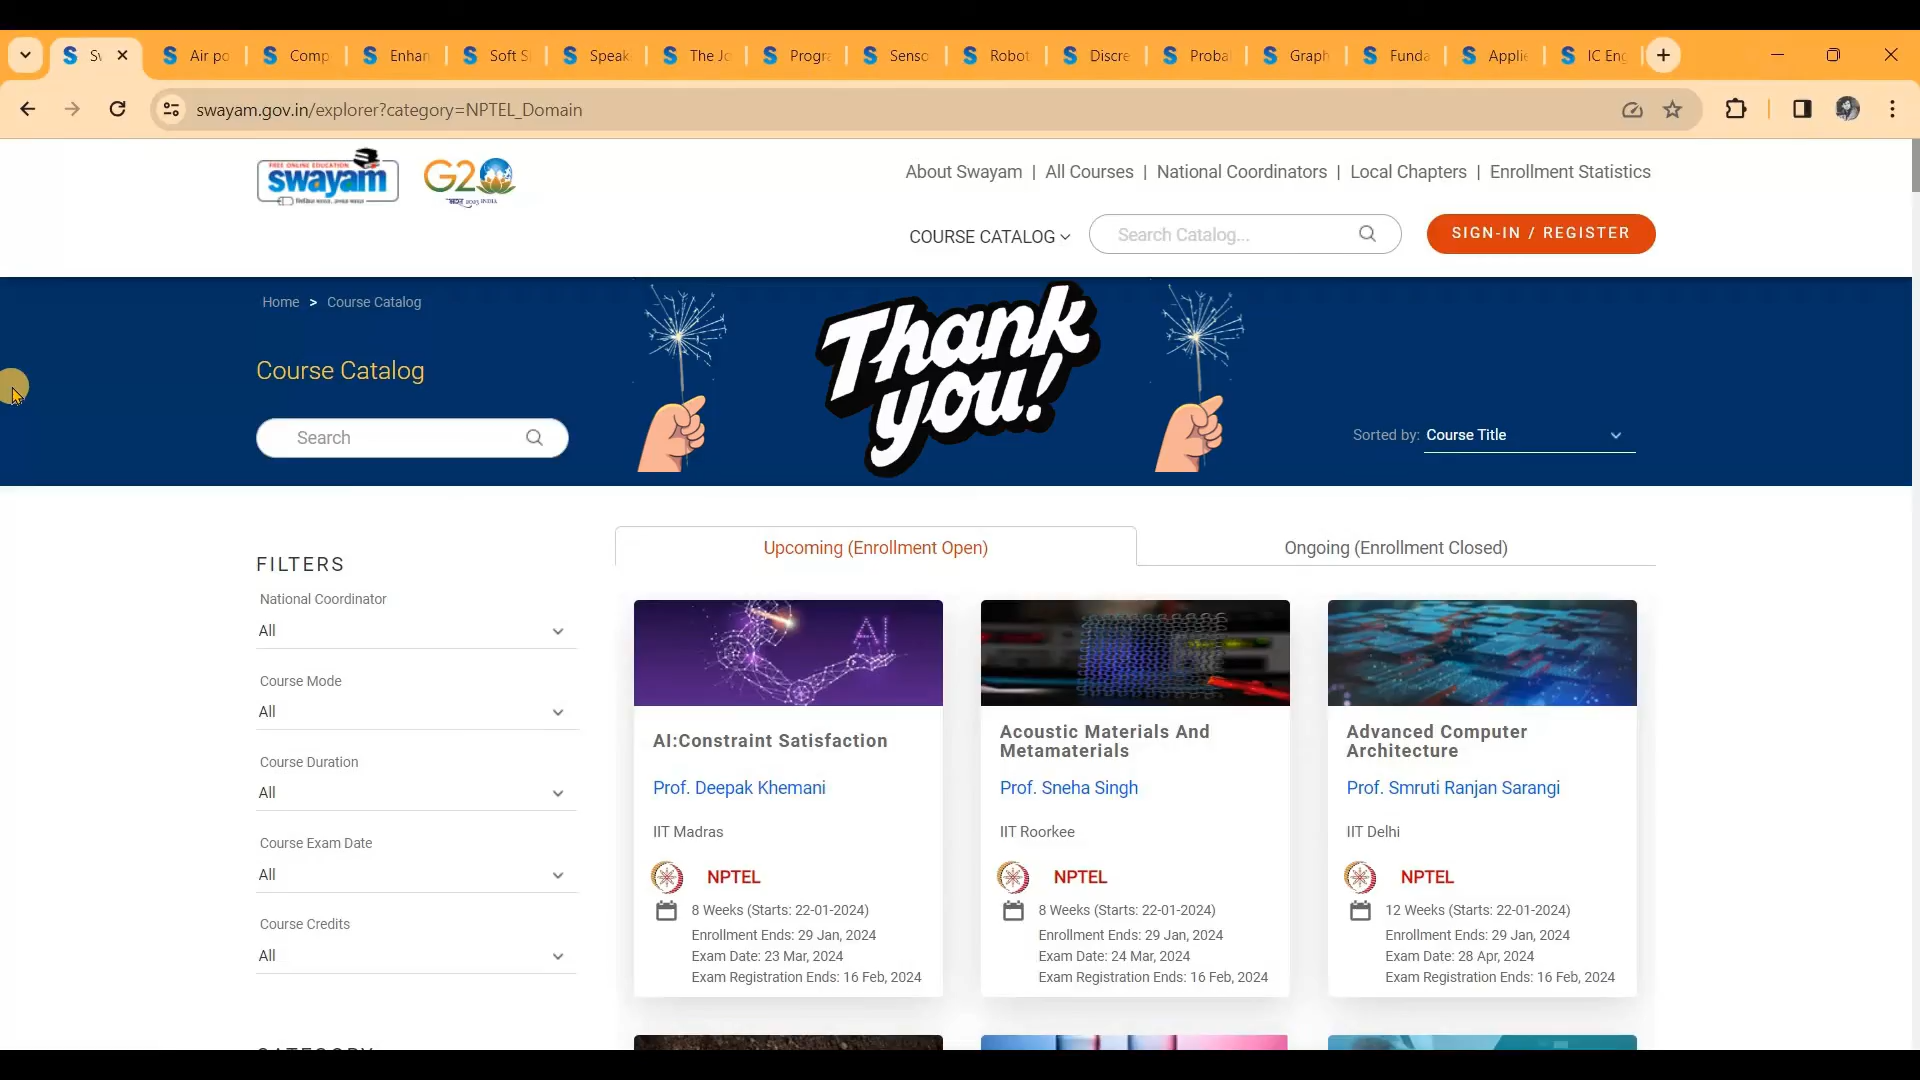 S Air po Comp Enhan Soft S Speak The Jo Progra Senso Robot Discre Proba Graph Funda Applie IC Eng
swayam.gov.in/explorer?category=NPTEL_Domain
FREE ONLINE EDUCATION
swayam
G20
About Swayam | All Courses | National Coordinators | Local Chapters | Enrollment Statistics
COURSE CATALOG
Search Catalog...
SIGN-IN / REGISTER
Home > Course Catalog
Course Catalog
Search
Thank
you!
Sorted by: Course Title
FILTERS
National Coordinator
All
Course Mode
All
Course Duration
All
Course Exam Date
All
Course Credits
All
CATEGORY
Upcoming (Enrollment Open)
Ongoing (Enrollment Closed)
AI
AI:Constraint Satisfaction
Prof. Deepak Khemani
IIT Madras
NPTEL
8 Weeks (Starts: 22-01-2024)
Enrollment Ends: 29 Jan, 2024
Exam Date: 23 Mar, 2024
Exam Registration Ends: 16 Feb, 2024
Acoustic Materials And
Metamaterials
Prof. Sneha Singh
IIT Roorkee
NPTEL
8 Weeks (Starts: 22-01-2024)
Enrollment Ends: 29 Jan, 2024
Exam Date: 24 Mar, 2024
Exam Registration Ends: 16 Feb, 2024
Advanced Computer
Architecture
Prof. Smruti Ranjan Sarangi
IIT Delhi
NPTEL
12 Weeks (Starts: 22-01-2024)
Enrollment Ends: 29 Jan, 2024
Exam Date: 28 Apr, 2024
Exam Registration Ends: 16 Feb, 2024